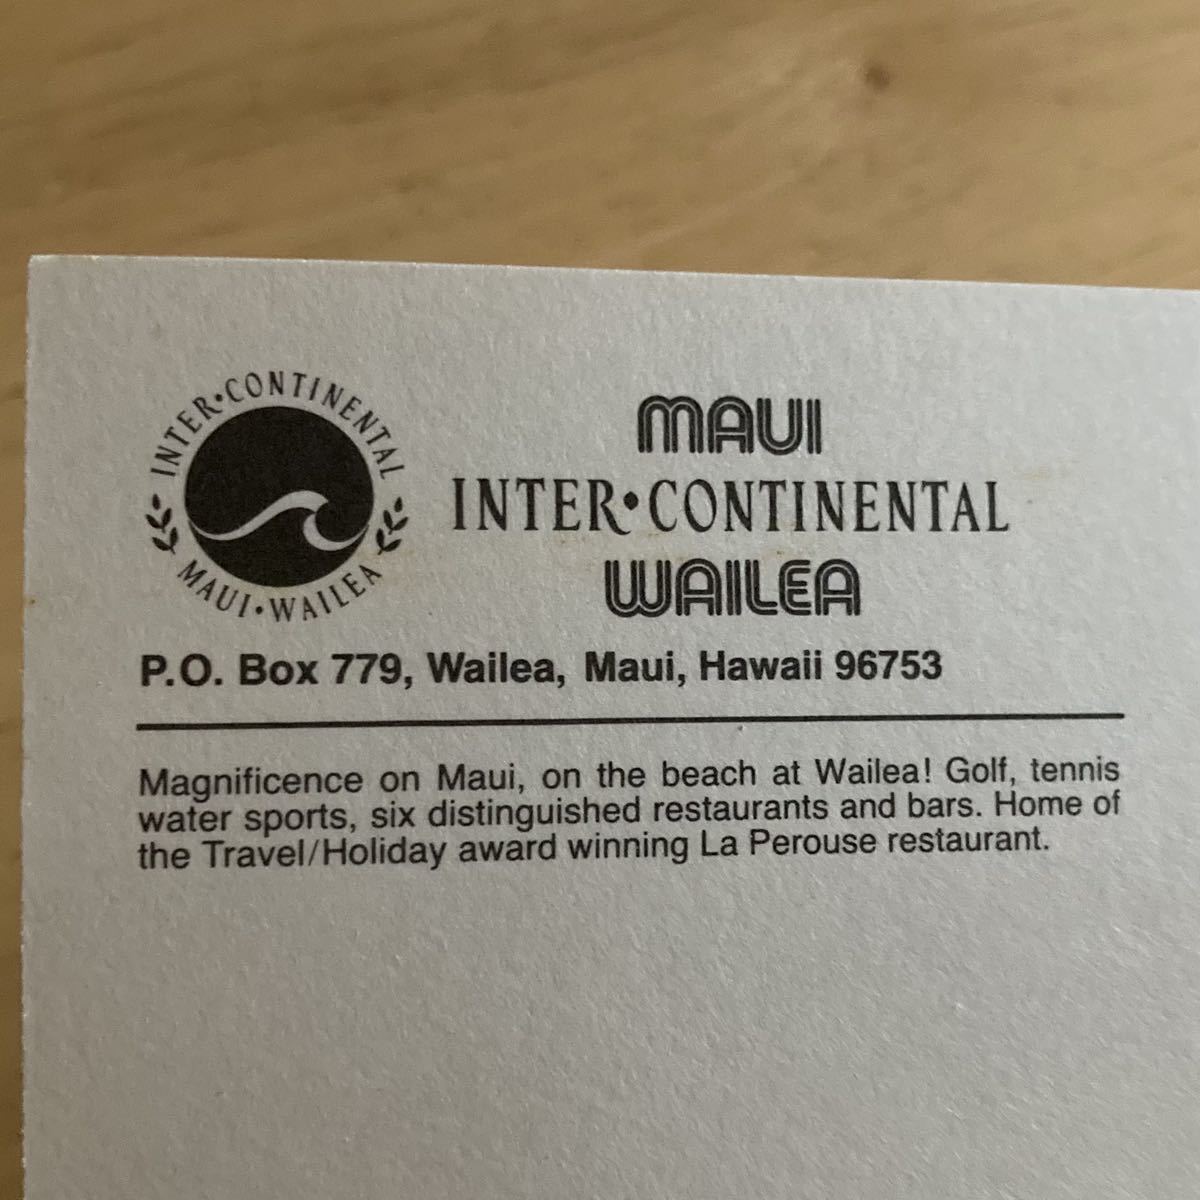 INTER·CONTINENTAL
MAUI·WAILEA
MAUI
INTER·CONTINENTAL
WAILEA
P.O. Box 779, Wailea, Maui, Hawaii 96753
Magnificence on Maui, on the beach at Wailea! Golf, tennis
water sports, six distinguished restaurants and bars. Home of
the Travel/Holiday award winning La Perouse restaurant.